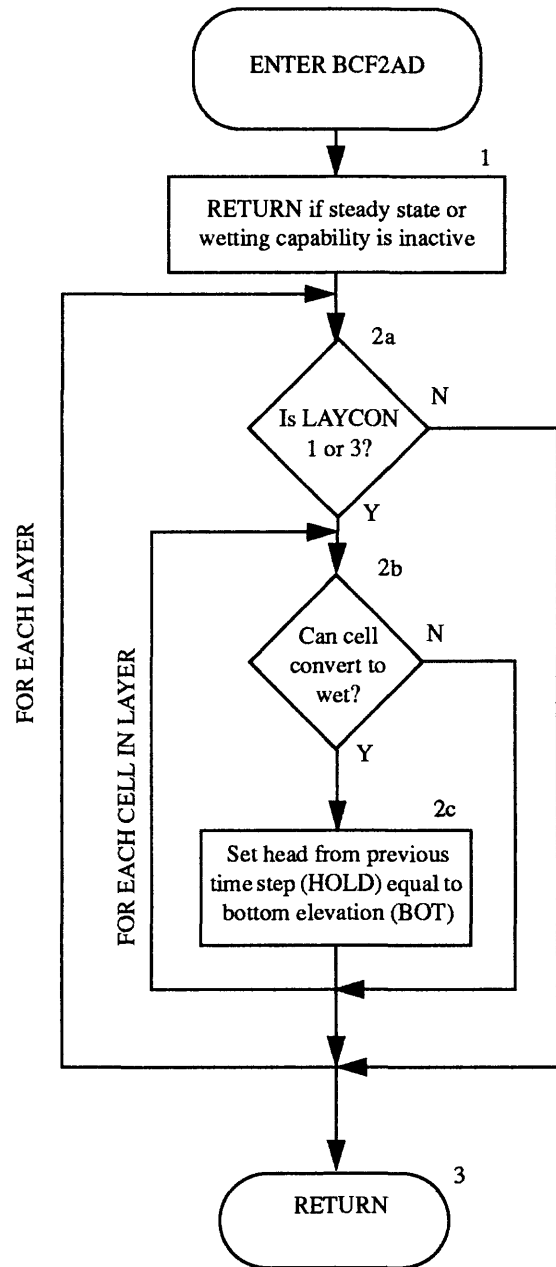 ENTER BCF2AD
1
RETURN if steady state or
wetting capability is inactive
2a
N
Is LAYCON
1 or 3?
Y
2b
N
Can cell
convert to
wet?
Y
2c
Set head from previous
time step (HOLD) equal to
bottom elevation (BOT)
FOR EACH LAYER
FOR EACH CELL IN LAYER
3
RETURN